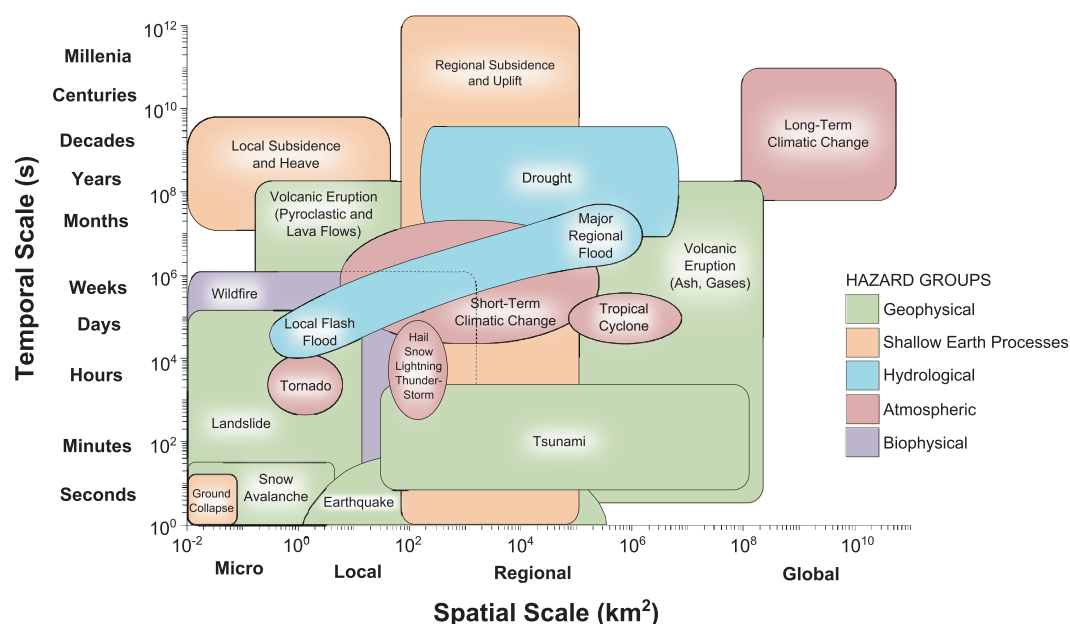 10¹²
Millenia
Centuries
10¹⁰
Decades
Years
10⁸
Months
10⁶
Weeks
Days
10⁴
Hours
10²
Minutes
Seconds
10⁰
Temporal Scale (s)
Regional Subsidence
and Uplift
Long-Term
Climatic Change
Local Subsidence
and Heave
Drought
Volcanic Eruption
(Pyroclastic and
Lava Flows)
Major
Regional
Flood
Volcanic
Eruption
(Ash, Gases)
Wildfire
Short-Term
Climatic Change
Tropical
Cyclone
Local Flash
Flood
Hail
Snow
Lightning
Thunder-
Storm
Tornado
Landslide
Tsunami
Snow
Avalanche
Ground
Collapse
Earthquake
HAZARD GROUPS
Geophysical
Shallow Earth Processes
Hydrological
Atmospheric
Biophysical
10⁻² 10⁰ 10² 10⁴ 10⁶ 10⁸ 10¹⁰
Micro Local Regional Global
Spatial Scale (km²)